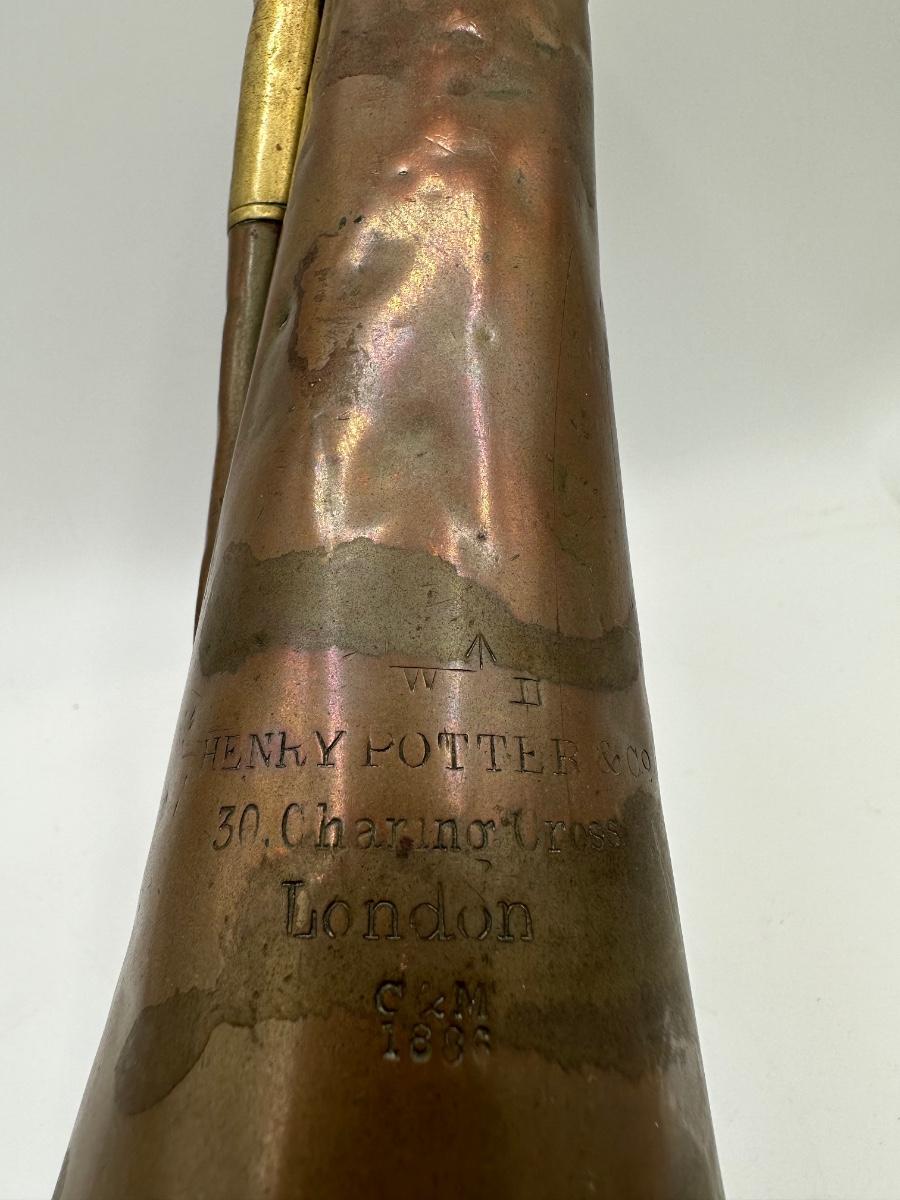 W D
HENRY POTTER & Co
30. Charing Cross
London
C & M